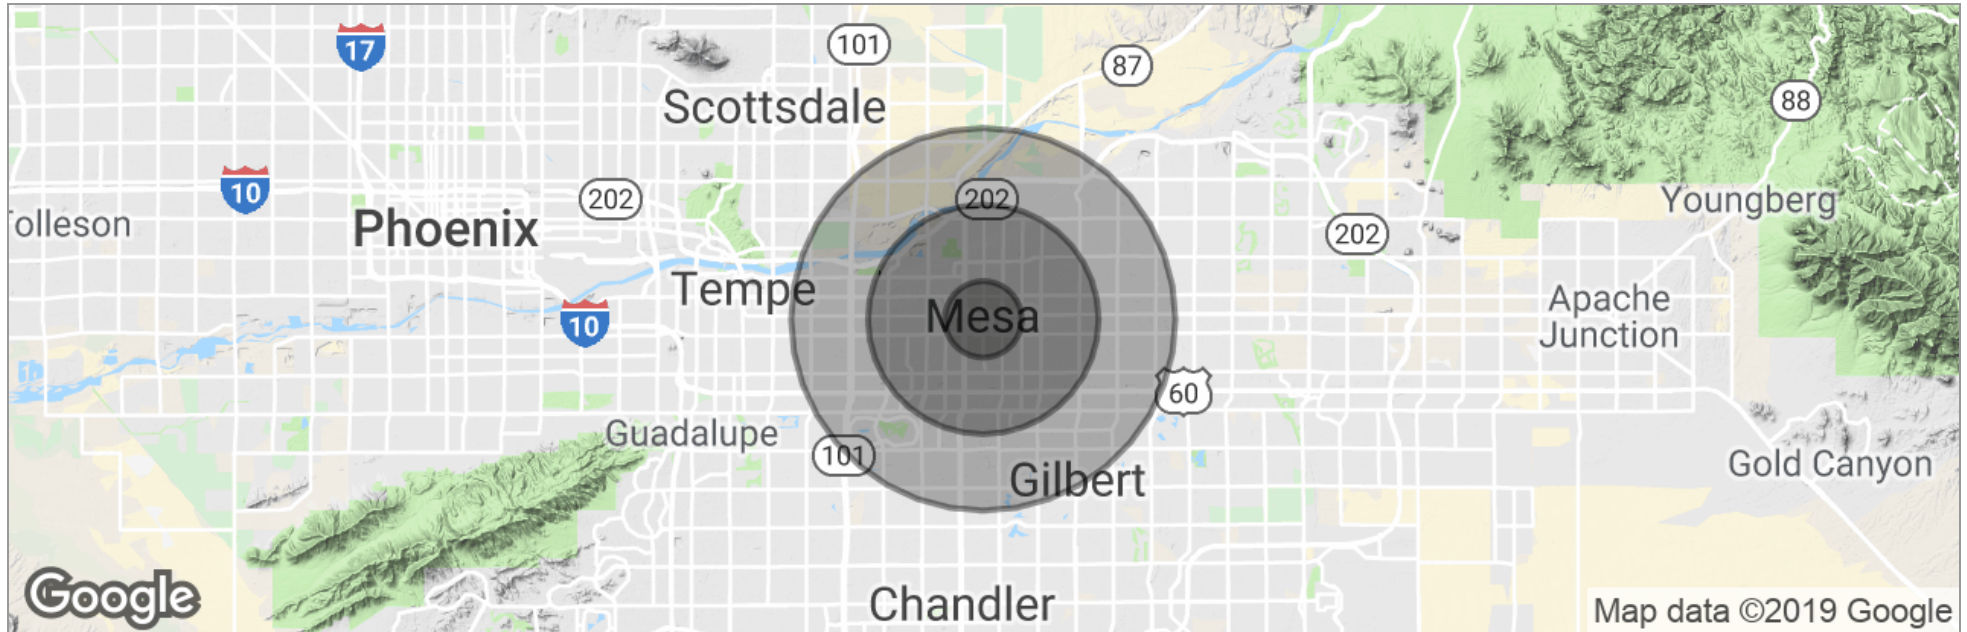 17
101
87
88
Scottsdale
10
202
202
Youngberg
olleson
Phoenix
202
Tempe
Mesa
Apache
Junction
10
60
Guadalupe
101
Gilbert
Gold Canyon
Google
Chandler
Map data ©2019 Google